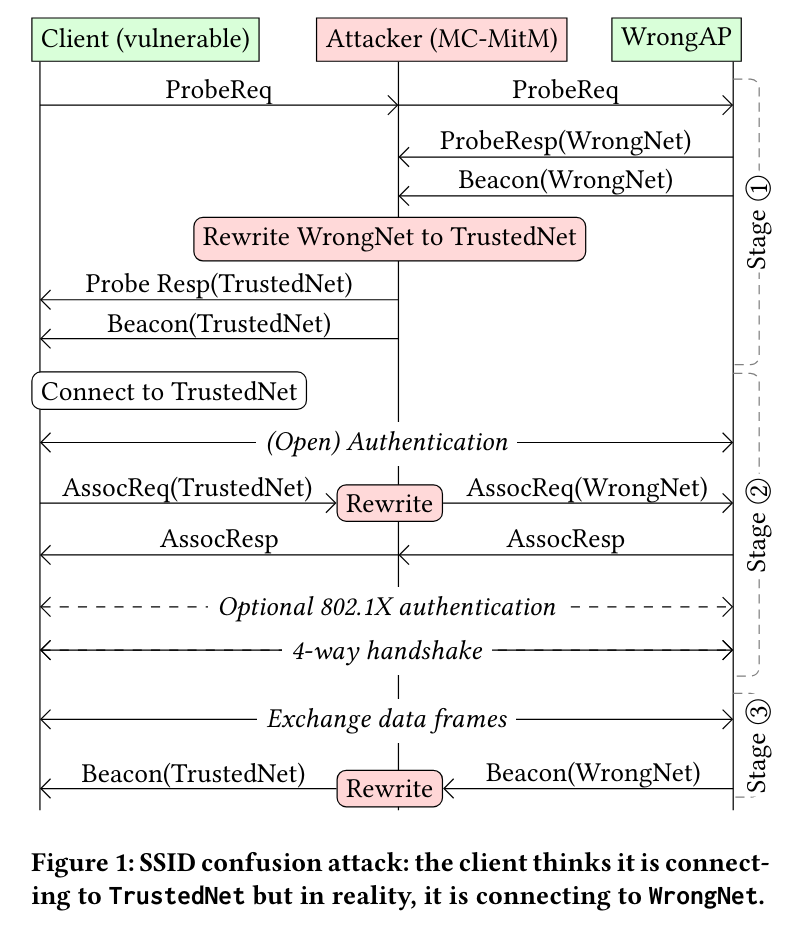 Client (vulnerable) Attacker (MC-MitM) WrongAP
ProbeReq ProbeReq
ProbeResp(WrongNet)
Beacon(WrongNet)
Rewrite WrongNet to TrustedNet
Probe Resp(TrustedNet)
Beacon(TrustedNet)
Stage ①
Connect to TrustedNet
(Open) Authentication
AssocReq(TrustedNet) Rewrite AssocReq(WrongNet)
AssocResp AssocResp
Optional 802.1X authentication
4-way handshake
Stage ②
Exchange data frames
Beacon(TrustedNet) Rewrite Beacon(WrongNet)
Stage ③
Figure 1: SSID confusion attack: the client thinks it is connect-
ing to TrustedNet but in reality, it is connecting to WrongNet.